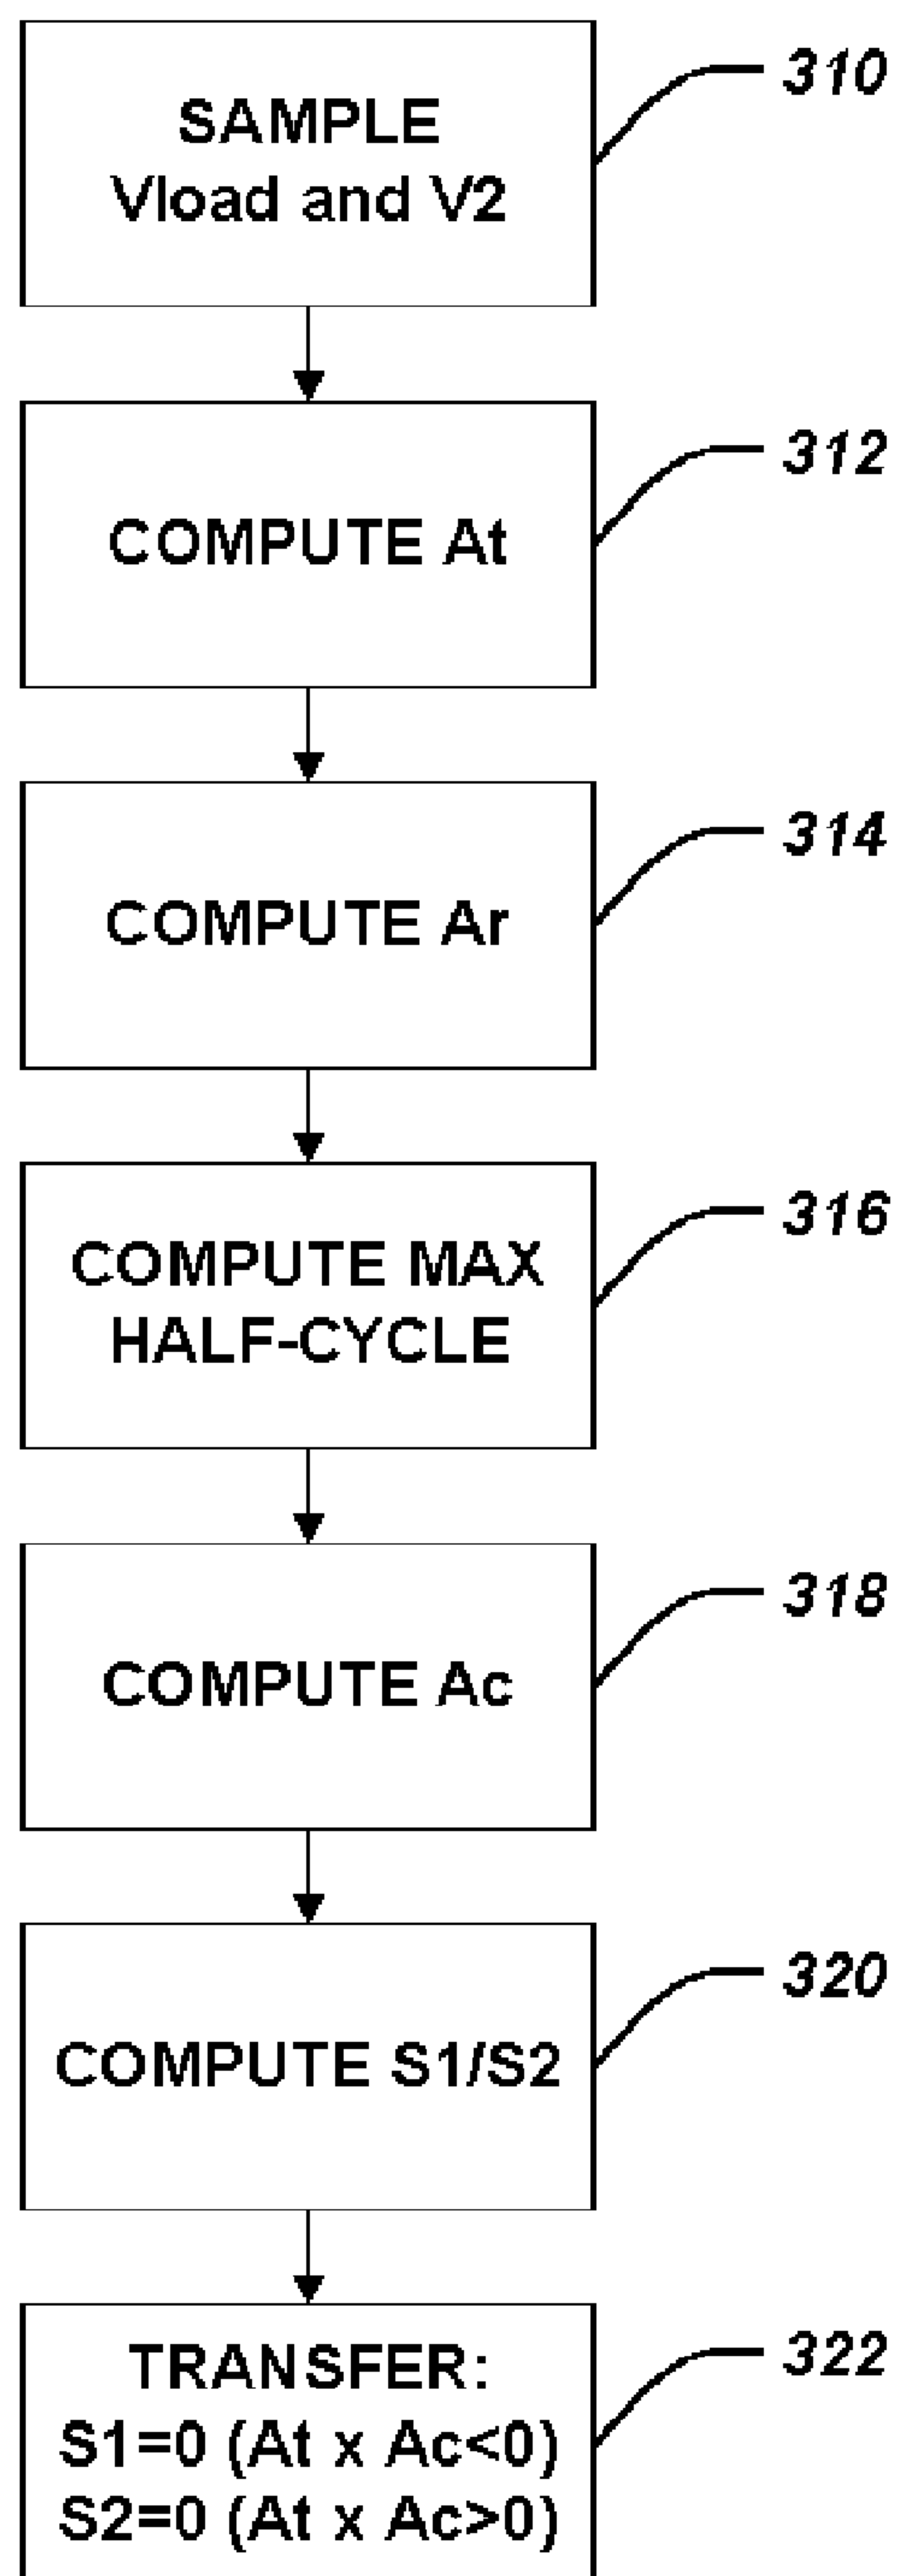 SAMPLE
Vload and V2
310
COMPUTE At
312
COMPUTE Ar
314
COMPUTE MAX
HALF-CYCLE
316
COMPUTE Ac
318
COMPUTE S1/S2
320
TRANSFER:
S1=0 (At x Ac<0)
S2=0 (At x Ac>0)
322